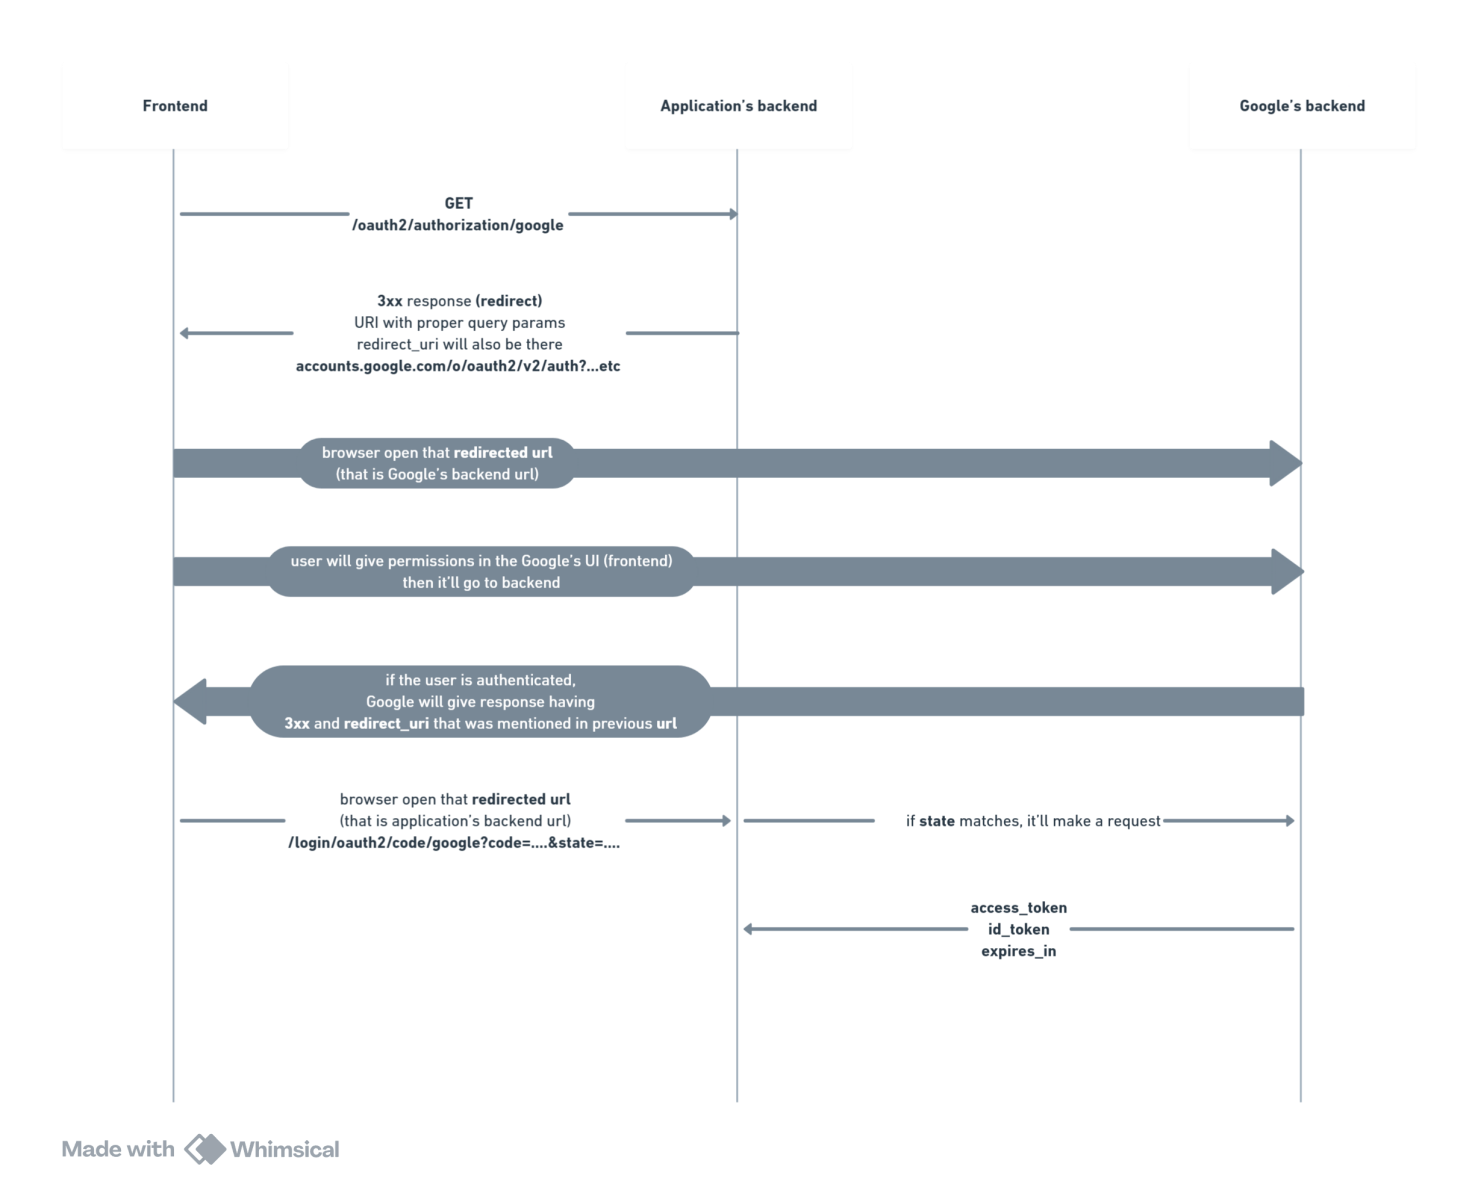 Frontend
Application's backend
Google's backend
GET
/oauth2/authorization/google
3xx response (redirect)
URI with proper query params
redirect_uri will also be there
accounts.google.com/o/oauth2/v2/auth?...etc
browser open that redirected url
(that is Google's backend url)
user will give permissions in the Google's UI (frontend)
then it'll go to backend
if the user is authenticated,
Google will give response having
3xx and redirect_uri that was mentioned in previous url
browser open that redirected url
(that is application's backend url)
/login/oauth2/code/google?code=....&state=....
if state matches, it'll make a request
access_token
id_token
expires_in
Made with Whimsical